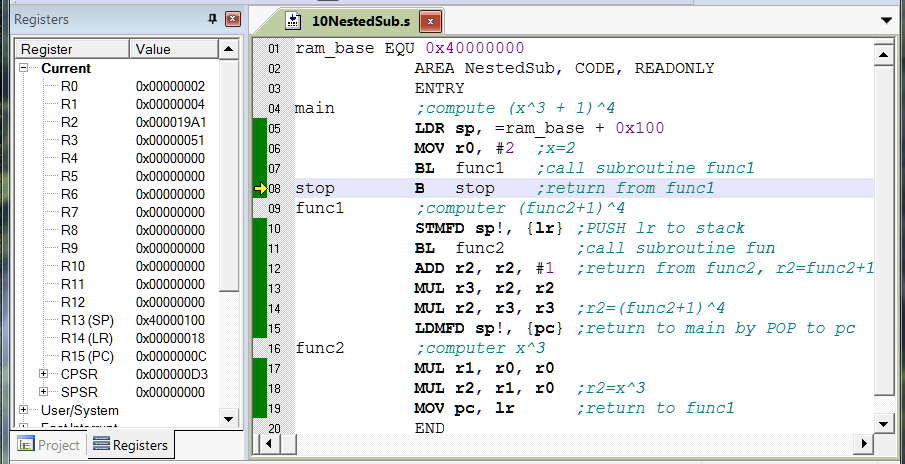 Registers
Register Value
Current
R0 0x00000002
R1 0x00000004
R2 0x000019A1
R3 0x00000051
R4 0x00000000
R5 0x00000000
R6 0x00000000
R7 0x00000000
R8 0x00000000
R9 0x00000000
R10 0x00000000
R11 0x00000000
R12 0x00000000
R13 (SP) 0x40000100
R14 (LR) 0x00000018
R15 (PC) 0x0000000C
CPSR 0x000000D3
SPSR 0x00000000
User/System
Project Registers
10NestedSub.s
01 ram_base EQU 0x40000000
02 AREA NestedSub, CODE, READONLY
03 ENTRY
04 main ;compute (x^3 + 1)^4
05 LDR sp, =ram_base + 0x100
06 MOV r0, #2 ;x=2
07 BL func1 ;call subroutine func1
08 stop B stop ;return from func1
09 func1 ;computer (func2+1)^4
10 STMFD sp!, {lr} ;PUSH lr to stack
11 BL func2 ;call subroutine fun
12 ADD r2, r2, #1 ;return from func2, r2=func2+1
13 MUL r3, r2, r2
14 MUL r2, r3, r3 ;r2=(func2+1)^4
15 LDMFD sp!, {pc} ;return to main by POP to pc
16 func2 ;computer x^3
17 MUL r1, r0, r0
18 MUL r2, r1, r0 ;r2=x^3
19 MOV pc, lr ;return to func1
20 END